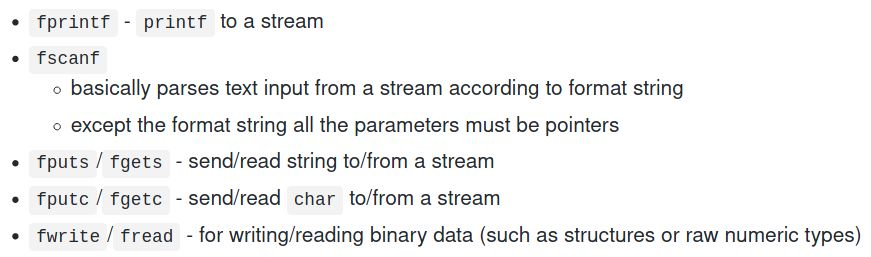 • fprintf - printf to a stream
• fscanf
◦ basically parses text input from a stream according to format string
◦ except the format string all the parameters must be pointers
• fputs/fgets - send/read string to/from a stream
• fputc/fgetc - send/read char to/from a stream
• fwrite/fread - for writing/reading binary data (such as structures or raw numeric types)